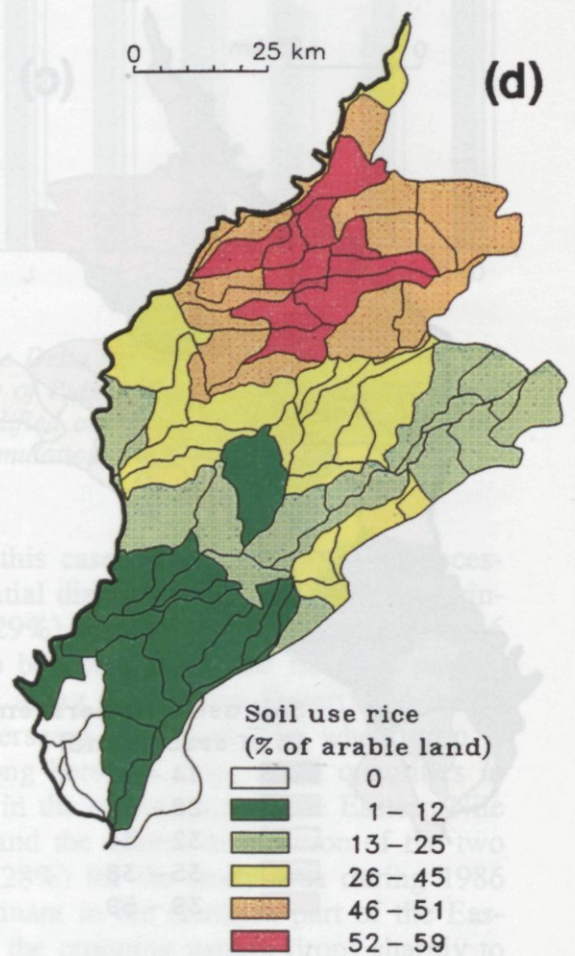 0 25 km
(d)
Soil use rice
(% of arable land)
0
1–12
13–25
26–45
46–51
52–59